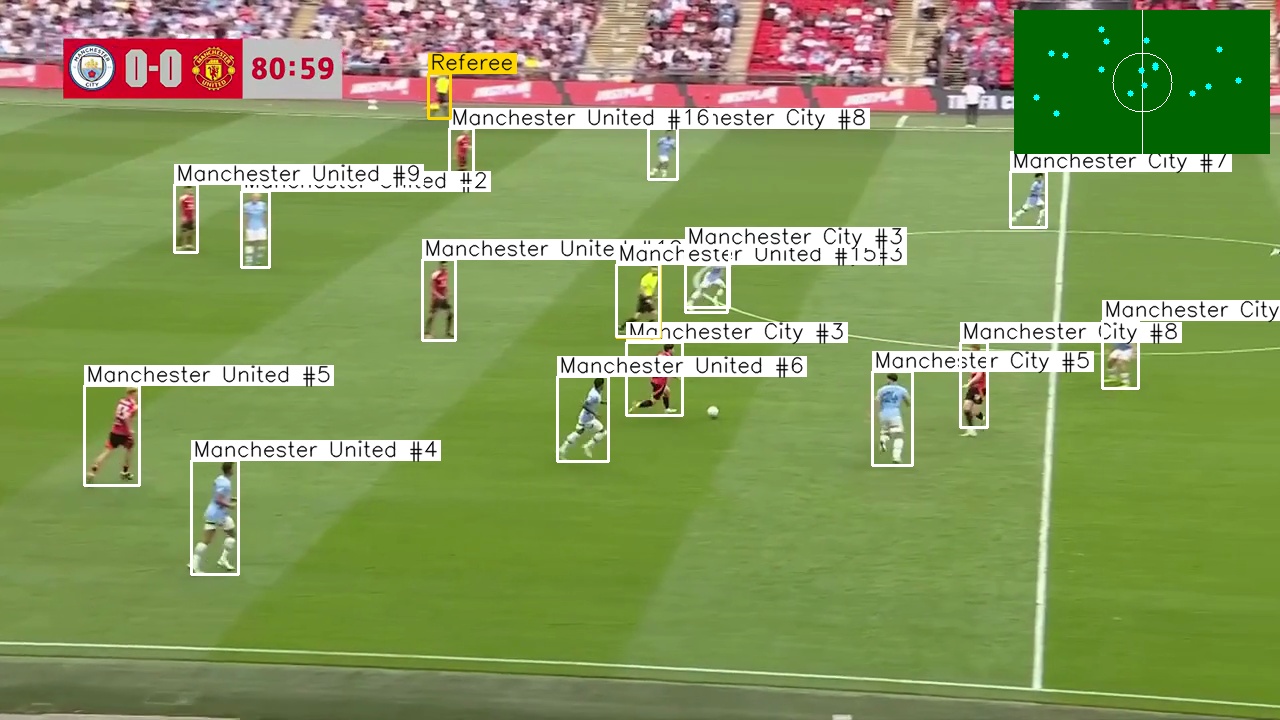 Referee
MANCHESTER
CITY
0-0
MANCHESTER
UNITED
80:59
Manchester United #16
City #8
Manchester City #7
Manchester United #9
#2
Manchester City #3
Manchester
Manchester United #15
Manchester City
Manchester City #3
City #8
Manchester United #6
Manchester City #5
Manchester United #5
Manchester United #4